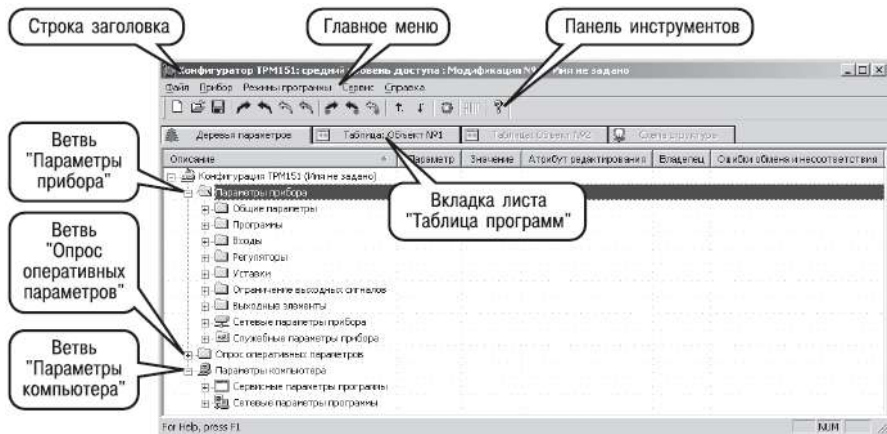 Строка заголовка
Главное меню
Панель инструментов
Конфигуратор ТРМ151: средний уровень доступа : Модификация Имя не задано
Файл Прибор Режимы программы Сервис Справка
Деревья параметров Таблица: Объект №1 Таблица: Объект №2 Схема структуры
Описание Параметр Значение Атрибут редактирования Владелец Ошибки обмена и несоответствия
Ветвь
"Параметры
прибора"
Ветвь
"Опрос
оперативных
параметров"
Ветвь
"Параметры
компьютера"
Конфигурация ТРМ151 (Имя не задано)
Параметры прибора
Общие параметры
Программы
Входы
Регуляторы
Уставки
Ограничение выходных сигналов
Выходные элементы
Сетевые параметры прибора
Служебные параметры прибора
Опрос оперативных параметров
Параметры компьютера
Сервисные параметры программы
Сетевые параметры программы
Вкладка листа
"Таблица программ"
For Help, press F1
NUM